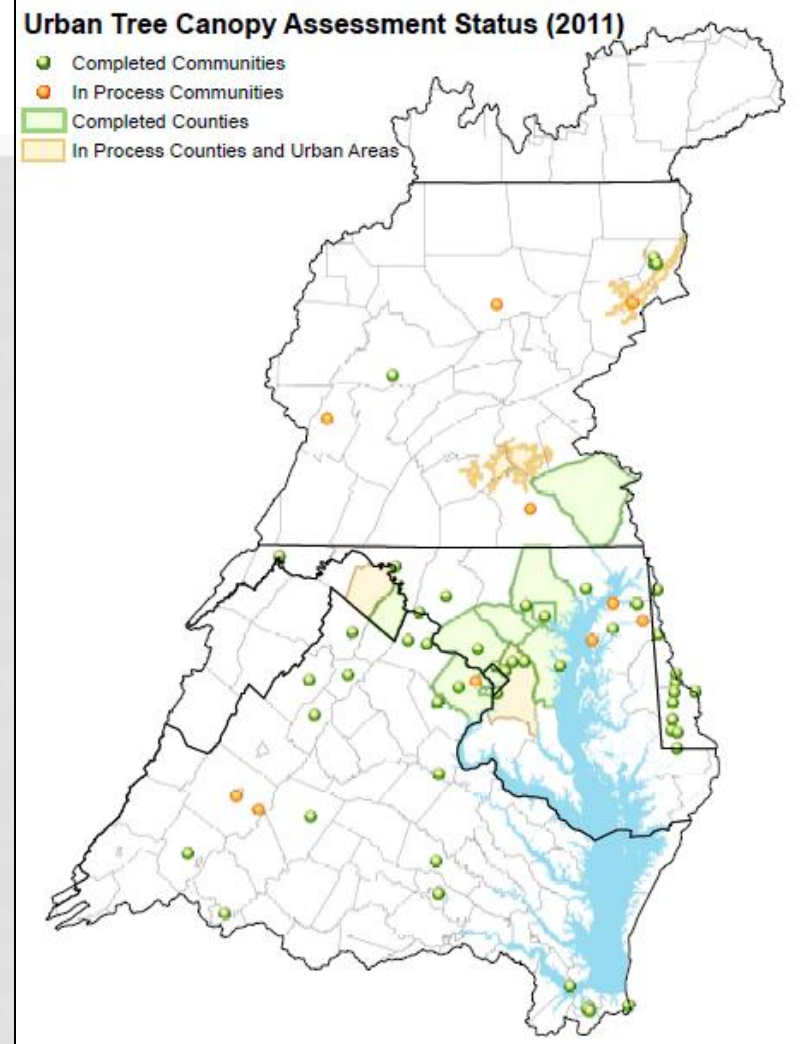 Urban Tree Canopy Assessment Status (2011)
Completed Communities
In Process Communities
Completed Counties
In Process Counties and Urban Areas